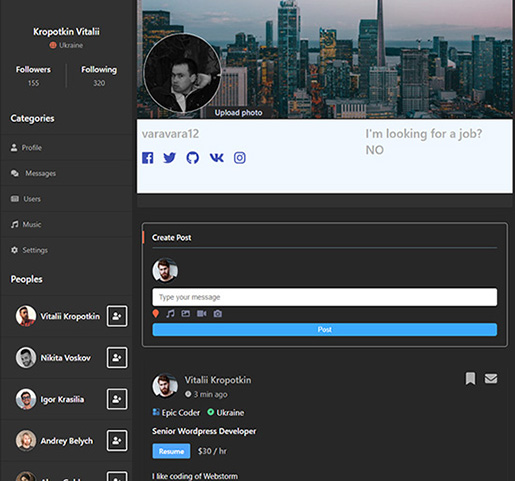 Kropotkin Vitalii
Ukraine
Followers
Following
155
320
Categories
Profile
Messages
Users
Music
Settings
Peoples
Vitalii Kropotkin
Nikita Voskov
Igor Krasilia
Andrey Belych
Upload photo
varavara12
I'm looking for a job?
NO
Create Post
Type your message
Post
Vitalii Kropotkin
3 min ago
Epic Coder
Ukraine
Senior Wordpress Developer
Resume
$30 / hr
I like coding of Webstorm